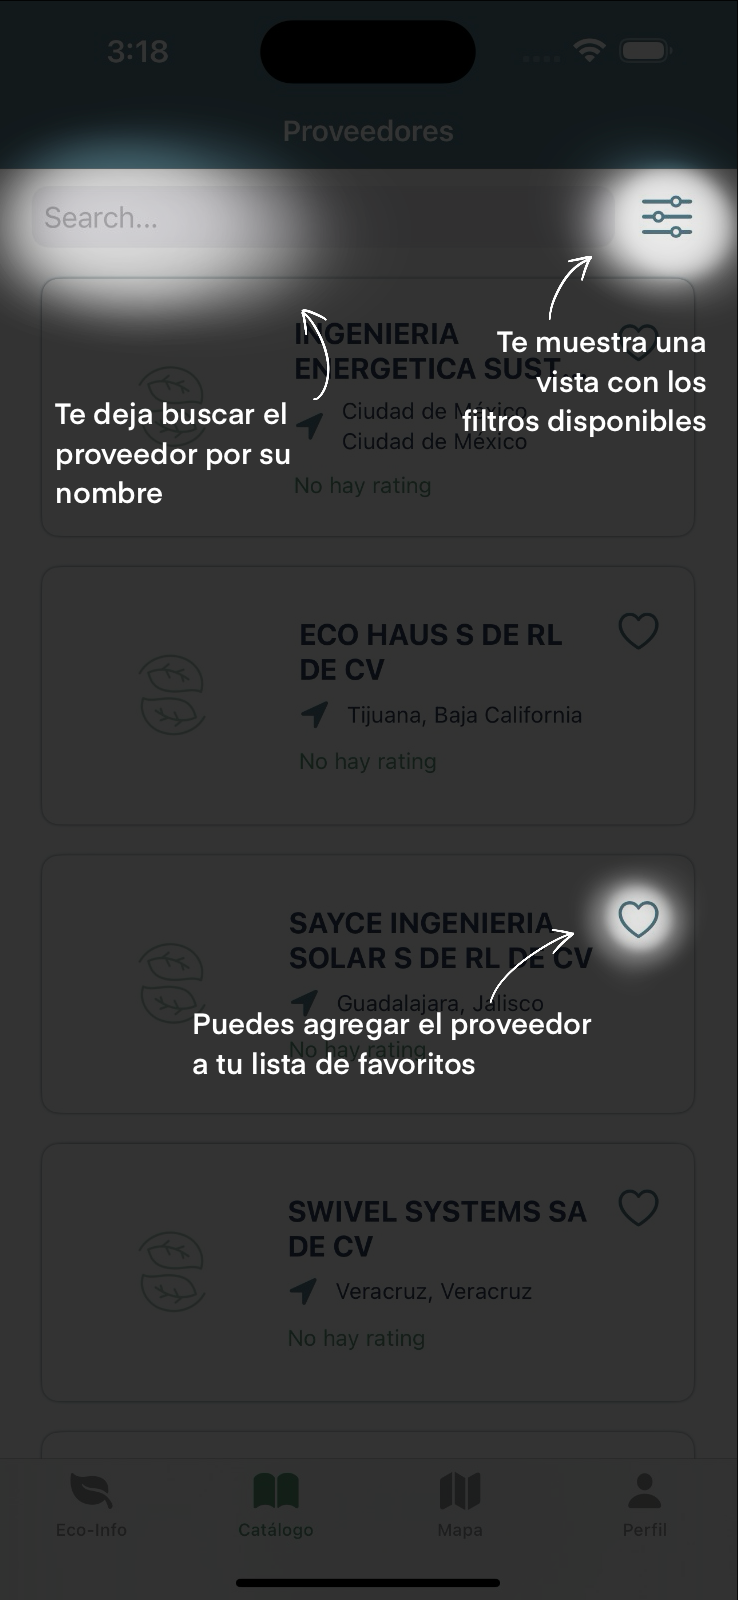 3:18
Proveedores
Search...
INGENIERIA
ENERGETICA SUST...
Ciudad de México
Ciudad de México
No hay rating
Te muestra una
vista con los
filtros disponibles
Te deja buscar el
proveedor por su
nombre
ECO HAUS S DE RL
DE CV
Tijuana, Baja California
No hay rating
SAYCE INGENIERIA
SOLAR S DE RL DE CV
Guadalajara, Jalisco
No hay rating
Puedes agregar el proveedor
a tu lista de favoritos
SWIVEL SYSTEMS SA
DE CV
Veracruz, Veracruz
No hay rating
Eco-Info
Catálogo
Mapa
Perfil